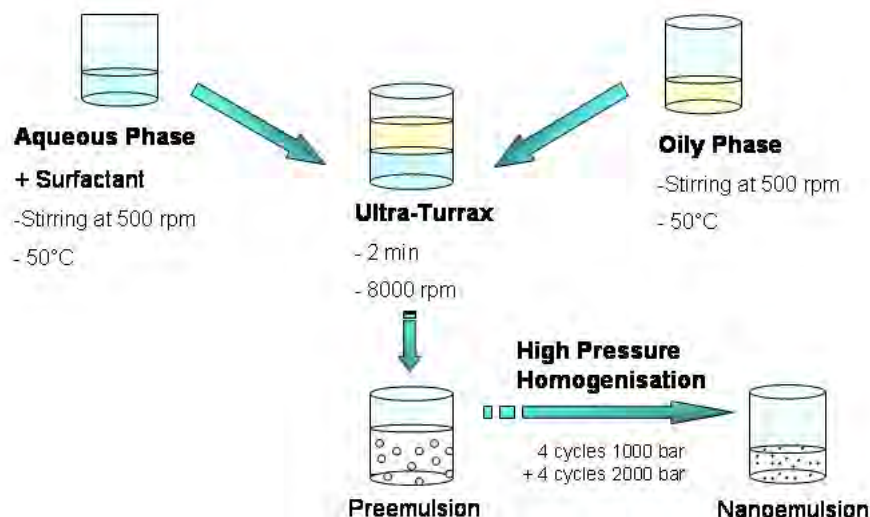 Aqueous Phase
+ Surfactant
-Stirring at 500 rpm
- 50°C
Oily Phase
-Stirring at 500 rpm
- 50°C
Ultra-Turrax
- 2 min
- 8000 rpm
High Pressure
Homogenisation
4 cycles 1000 bar
+ 4 cycles 2000 bar
Preemulsion
Nanoemulsion